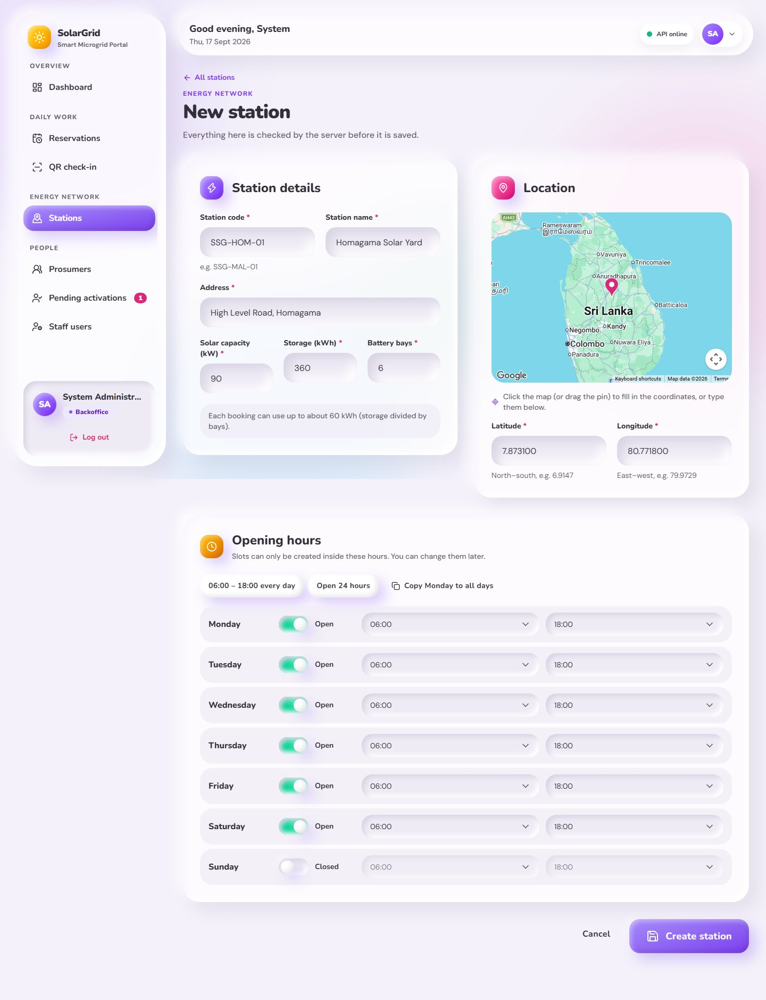 SolarGrid
Smart Microgrid Portal
OVERVIEW
Dashboard
DAILY WORK
Reservations
QR check-in
ENERGY NETWORK
Stations
PEOPLE
Prosumers
Pending activations 1
Staff users
SA
System Administr...
Backoffice
Log out
Good evening, System
Thu, 17 Sept 2026
API online
SA
All stations
ENERGY NETWORK
New station
Everything here is checked by the server before it is saved.
Station details
Station code *
SSG-HOM-01
e.g. SSG-MAL-01
Station name *
Homagama Solar Yard
Address *
High Level Road, Homagama
Solar capacity
(kW) *
90
Storage (kWh) *
360
Battery bays *
6
Each booking can use up to about 60 kWh (storage divided by
bays).
Location
AH43
Rameswaram
இராமேஸ்வரம்
Vavuniya
Trincomalee
Anuradhapura
Sri Lanka
Batticaloa
Kandy
Negombo
Colombo
Nuwara Eliya
Panadura
Google
Keyboard shortcuts
Map data ©2026
Terms
Click the map (or drag the pin) to fill in the coordinates, or type
them below.
Latitude *
7.873100
North–south, e.g. 6.9147
Longitude *
80.771800
East–west, e.g. 79.9729
Opening hours
Slots can only be created inside these hours. You can change them later.
06:00 – 18:00 every day
Open 24 hours
Copy Monday to all days
Monday Open 06:00 18:00
Tuesday Open 06:00 18:00
Wednesday Open 06:00 18:00
Thursday Open 06:00 18:00
Friday Open 06:00 18:00
Saturday Open 06:00 18:00
Sunday Closed 06:00 18:00
Cancel
Create station